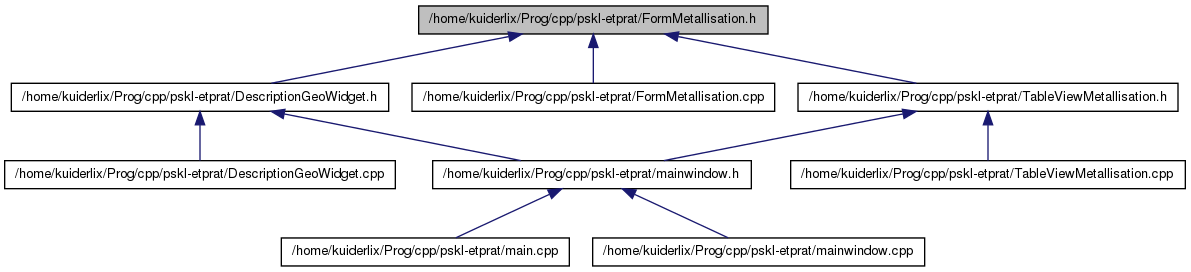 /home/kuiderlix/Prog/cpp/pskl-etprat/FormMetallisation.h
/home/kuiderlix/Prog/cpp/pskl-etprat/DescriptionGeoWidget.h
/home/kuiderlix/Prog/cpp/pskl-etprat/FormMetallisation.cpp
/home/kuiderlix/Prog/cpp/pskl-etprat/TableViewMetallisation.h
/home/kuiderlix/Prog/cpp/pskl-etprat/DescriptionGeoWidget.cpp
/home/kuiderlix/Prog/cpp/pskl-etprat/mainwindow.h
/home/kuiderlix/Prog/cpp/pskl-etprat/TableViewMetallisation.cpp
/home/kuiderlix/Prog/cpp/pskl-etprat/main.cpp
/home/kuiderlix/Prog/cpp/pskl-etprat/mainwindow.cpp